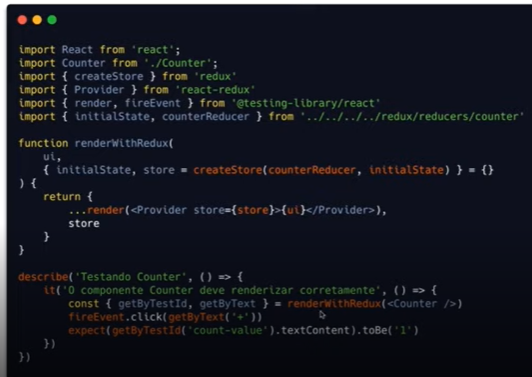 import React from 'react';
import Counter from './Counter';
import { createStore } from 'redux'
import { Provider } from 'react-redux'
import { render, fireEvent } from '@testing-library/react'
import { initialState, counterReducer } from '../../../../redux/reducers/counter'
function renderWithRedux(
ui,
{ initialState, store = createStore(counterReducer, initialState) } = {}
) {
return {
...render(<Provider store={store}>{ui}</Provider>),
store
}
}
describe('Testando Counter', () => {
it('O componente Counter deve renderizar corretamente', () => {
const { getByTestId, getByText } = renderWithRedux(<Counter />)
fireEvent.click(getByText('+'))
expect(getByTestId('count-value').textContent).toBe('1')
})
})